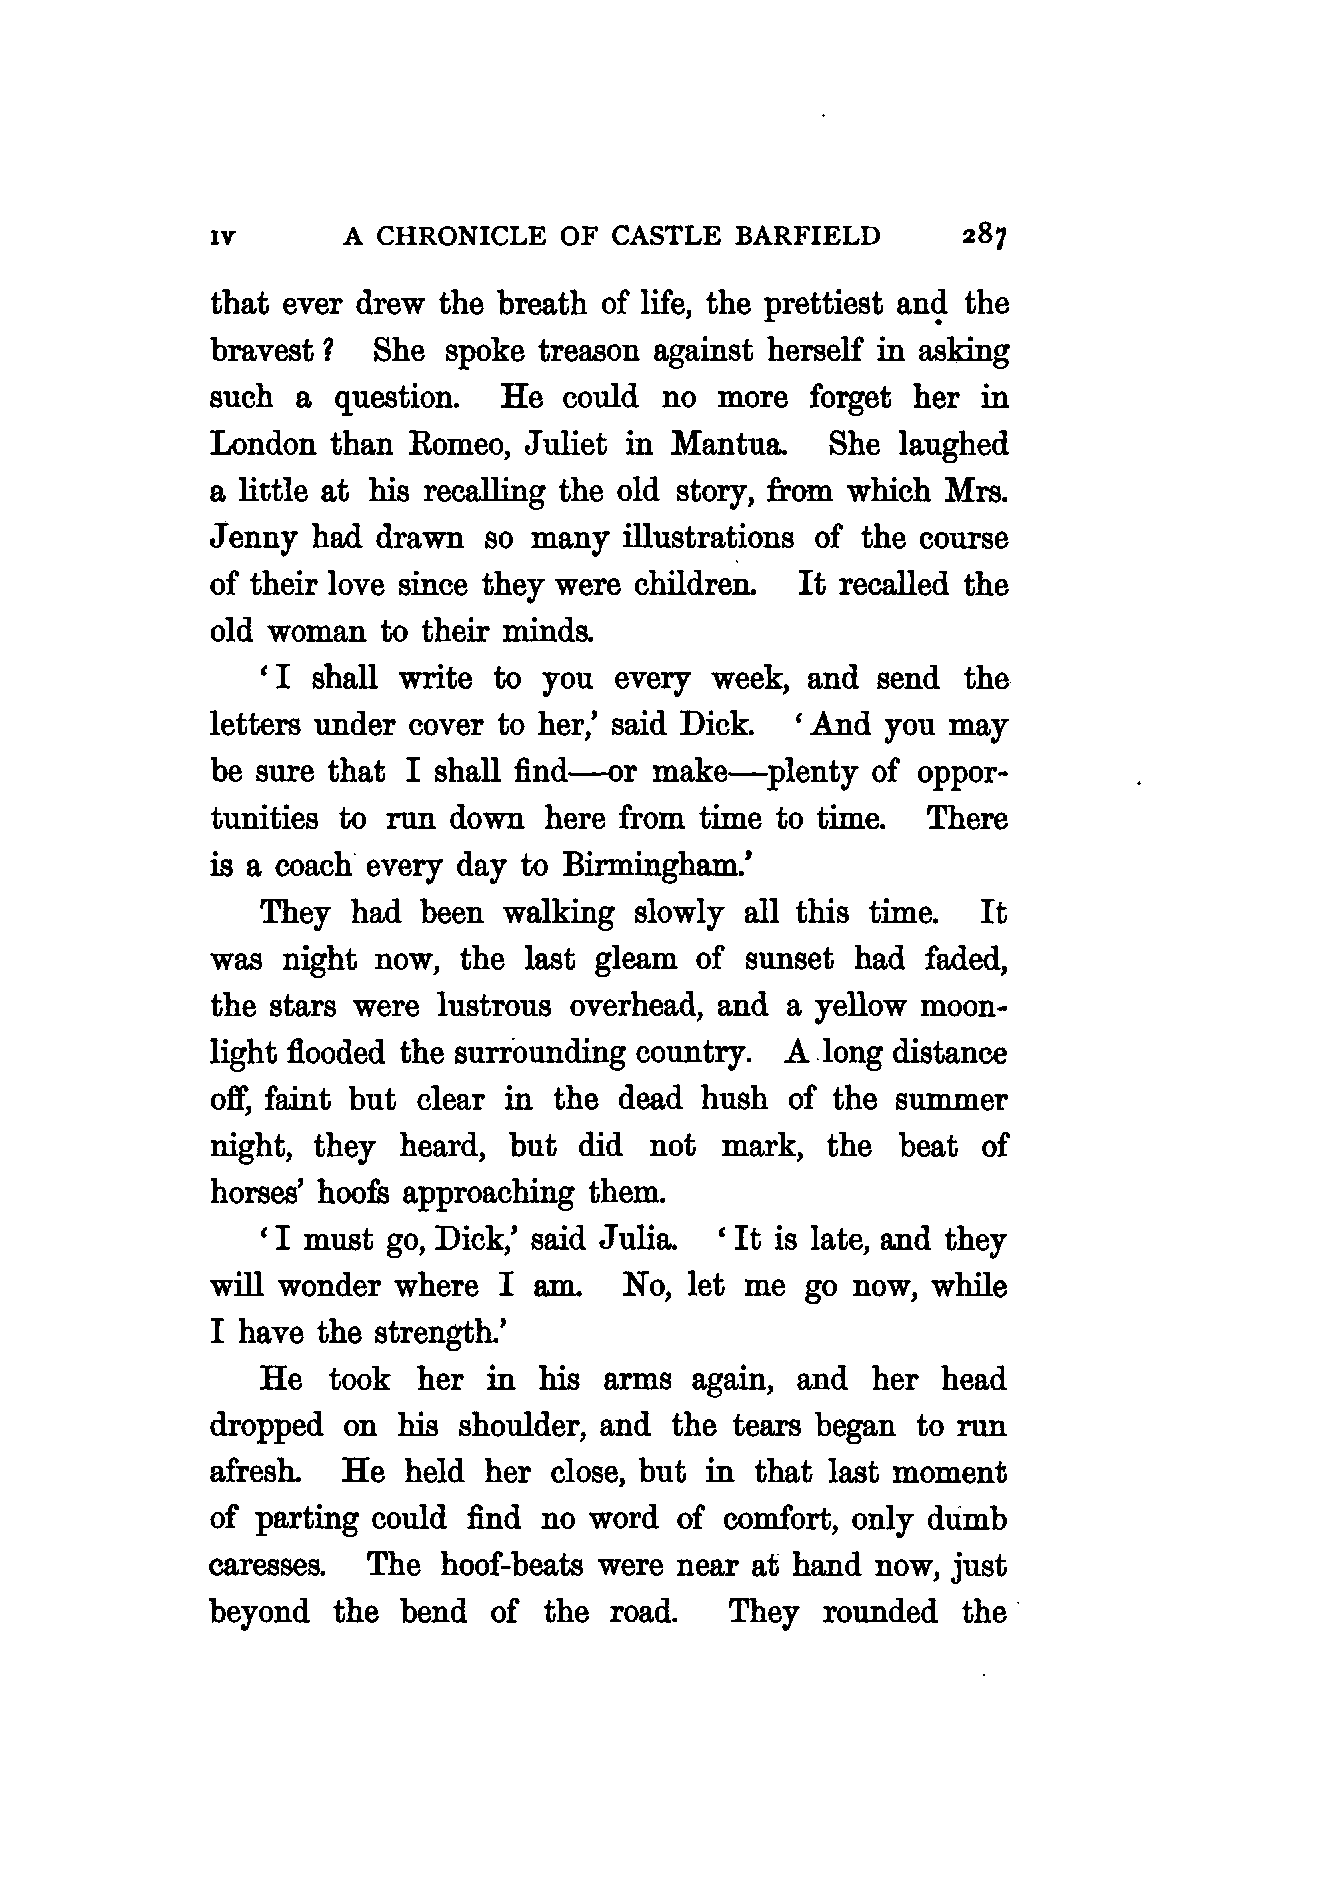 IV A CHRONICLE OF CASTLE BARFIELD 287
that ever drew the breath of life, the prettiest and the
bravest? She spoke treason against herself in asking
such a question. He could no more forget her in
London than Romeo, Juliet in Mantua. She laughed
a little at his recalling the old story, from which Mrs.
Jenny had drawn so many illustrations of the course
of their love since they were children. It recalled the
old woman to their minds.
‘I shall write to you every week, and send the
letters under cover to her,’ said Dick. ‘And you may
be sure that I shall find—or make—plenty of oppor-
tunities to run down here from time to time. There
is a coach every day to Birmingham.’
They had been walking slowly all this time. It
was night now, the last gleam of sunset had faded,
the stars were lustrous overhead, and a yellow moon-
light flooded the surrounding country. A long distance
off, faint but clear in the dead hush of the summer
night, they heard, but did not mark, the beat of
horses’ hoofs approaching them.
‘I must go, Dick,’ said Julia. ‘It is late, and they
will wonder where I am. No, let me go now, while
I have the strength.’
He took her in his arms again, and her head
dropped on his shoulder, and the tears began to run
afresh. He held her close, but in that last moment
of parting could find no word of comfort, only dumb
caresses. The hoof-beats were near at hand now, just
beyond the bend of the road. They rounded the